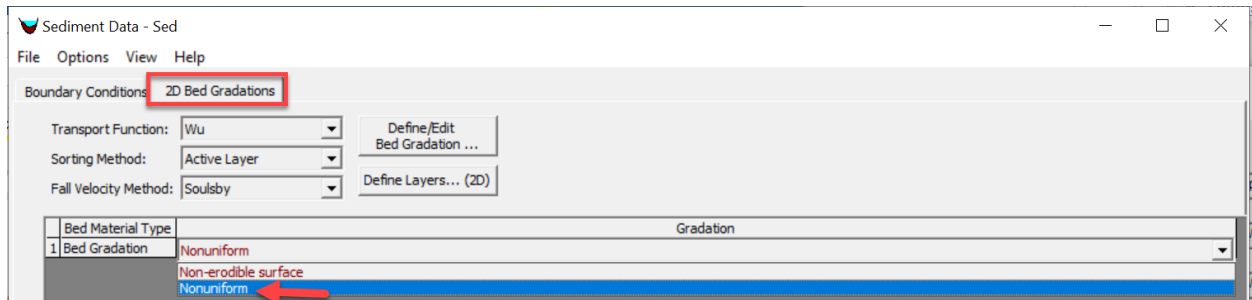 Sediment Data - Sed
File Options View Help
Boundary Conditions 2D Bed Gradations
Transport Function: Wu Define/Edit
Bed Gradation ...
Sorting Method: Active Layer
Define Layers... (2D)
Fall Velocity Method: Soulsby
Bed Material Type Gradation
1 Bed Gradation Nonuniform
Non-erodible surface
Nonuniform